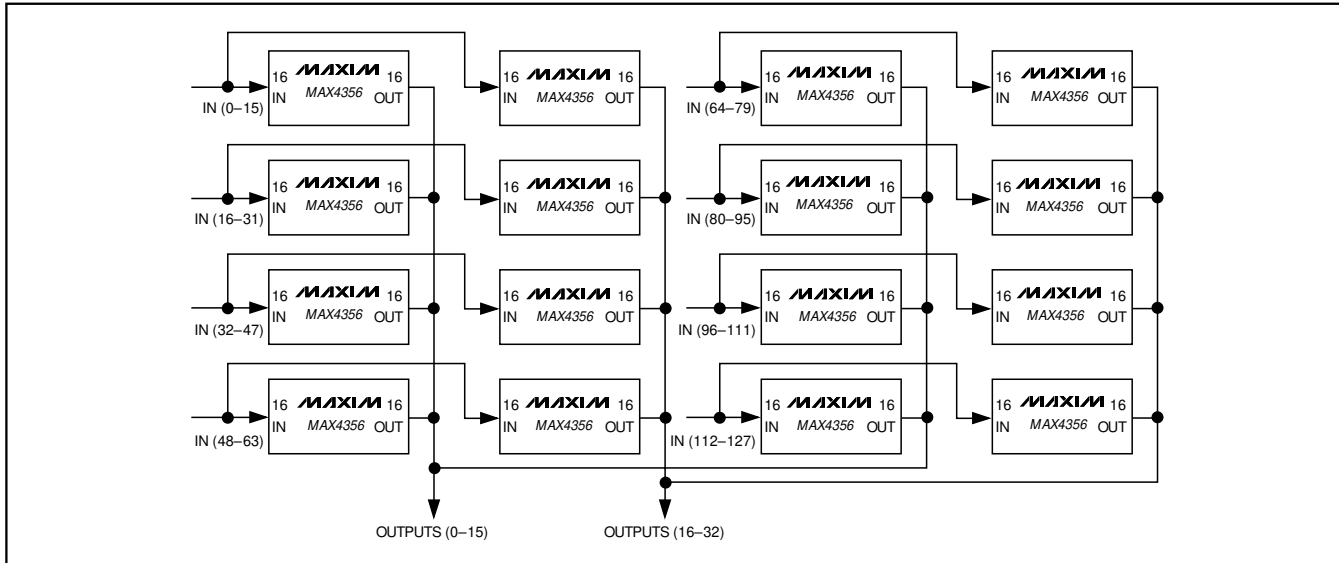 16 MAXIM 16
IN MAX4356 OUT
IN (0–15)
16 MAXIM 16
IN MAX4356 OUT
16 MAXIM 16
IN MAX4356 OUT
IN (64–79)
16 MAXIM 16
IN MAX4356 OUT
16 MAXIM 16
IN MAX4356 OUT
IN (16–31)
16 MAXIM 16
IN MAX4356 OUT
16 MAXIM 16
IN MAX4356 OUT
IN (80–95)
16 MAXIM 16
IN MAX4356 OUT
16 MAXIM 16
IN MAX4356 OUT
IN (32–47)
16 MAXIM 16
IN MAX4356 OUT
16 MAXIM 16
IN MAX4356 OUT
IN (96–111)
16 MAXIM 16
IN MAX4356 OUT
16 MAXIM 16
IN MAX4356 OUT
IN (48–63)
16 MAXIM 16
IN MAX4356 OUT
16 MAXIM 16
IN MAX4356 OUT
IN (112–127)
16 MAXIM 16
IN MAX4356 OUT
OUTPUTS (0–15)
OUTPUTS (16–32)